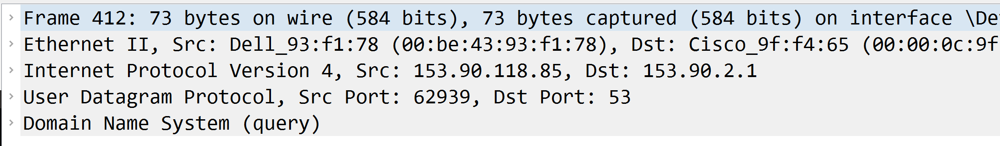 Frame 412: 73 bytes on wire (584 bits), 73 bytes captured (584 bits) on interface \De
Ethernet II, Src: Dell_93:f1:78 (00:be:43:93:f1:78), Dst: Cisco_9f:f4:65 (00:00:0c:9f
Internet Protocol Version 4, Src: 153.90.118.85, Dst: 153.90.2.1
User Datagram Protocol, Src Port: 62939, Dst Port: 53
Domain Name System (query)